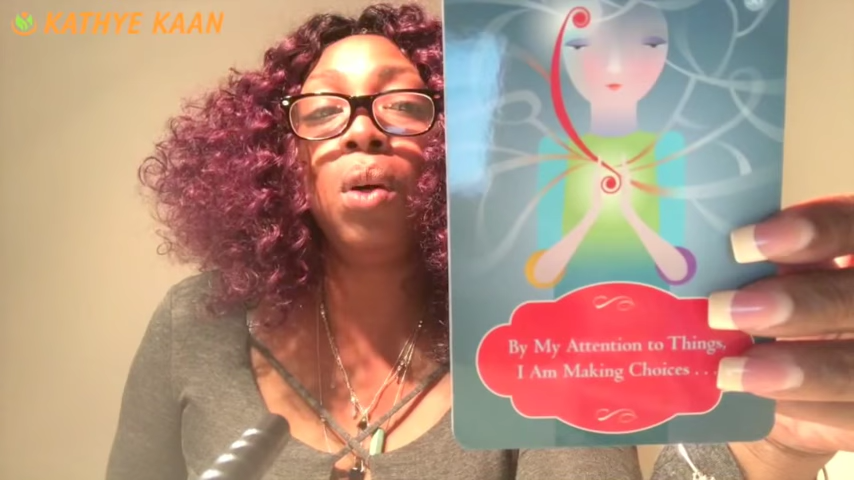 KATHYE KAAN
By My Attention to Things,
I Am Making Choices . . .